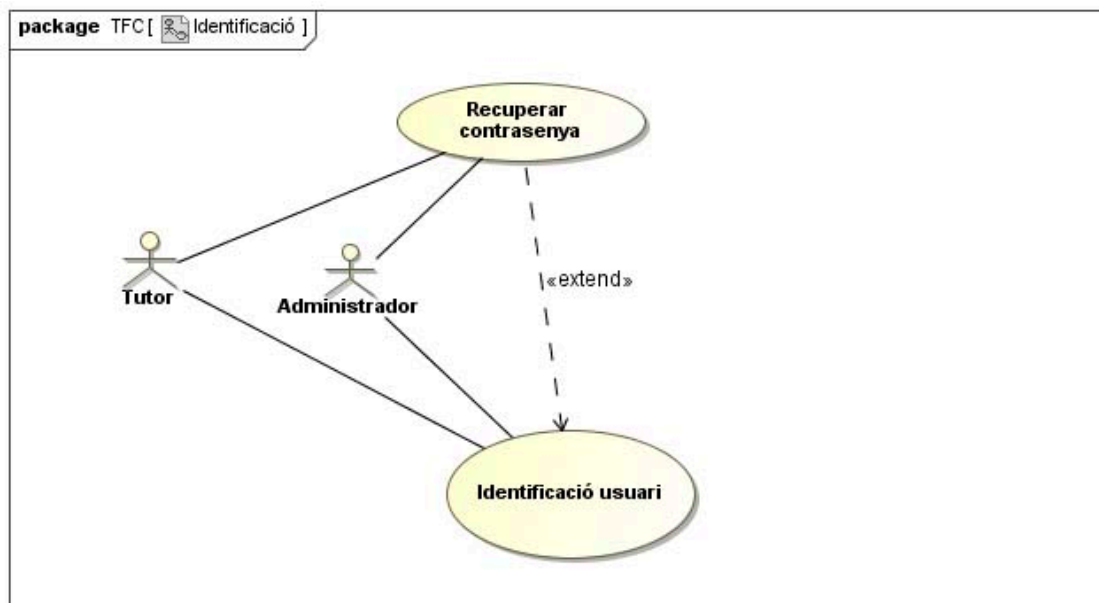 package TFC [ Identificació ]
Recuperar
contrasenya
Tutor
Administrador
«extend»
Identificació usuari